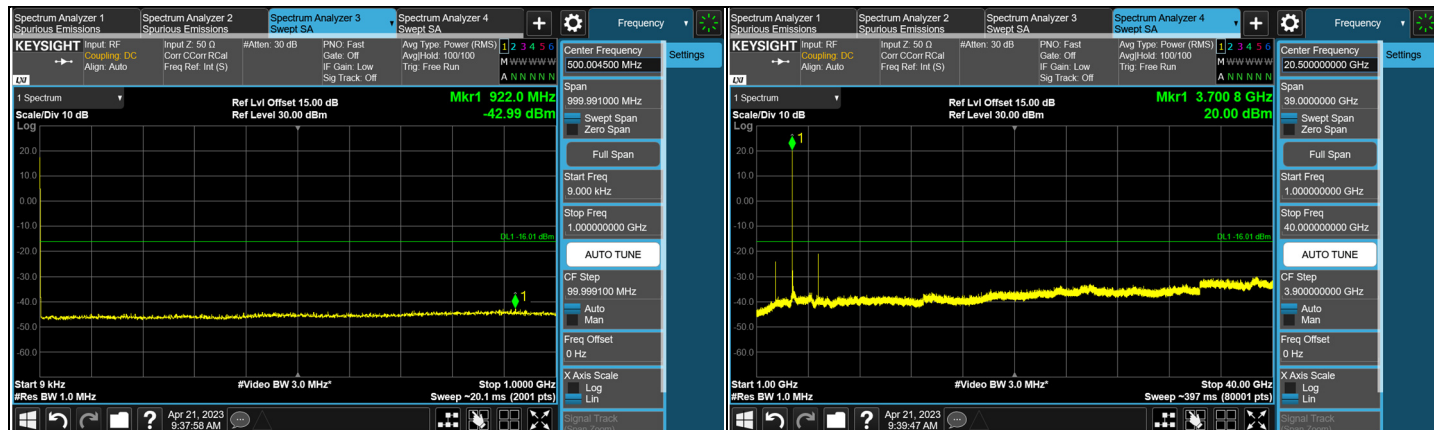 Spectrum Analyzer 1
Spurious Emissions
Spectrum Analyzer 2
Spurious Emissions
Spectrum Analyzer 3
Swept SA
Spectrum Analyzer 4
Swept SA
+
Frequency
KEYSIGHT
Input: RF
Coupling: DC
Align: Auto
Input Z: 50 Ω
Corr CCorr RCal
Freq Ref: Int (S)
#Atten: 30 dB
PNO: Fast
Gate: Off
IF Gain: Low
Sig Track: Off
Avg Type: Power (RMS)
Avg|Hold: 100/100
Trig: Free Run
1 2 3 4 5 6
M W W W W W
A N N N N N
LXI
1 Spectrum
Scale/Div 10 dB
Log
Ref Lvl Offset 15.00 dB
Ref Level 30.00 dBm
Mkr1 922.0 MHz
-42.99 dBm
20.0
10.0
0.00
-10.0
-20.0
-30.0
-40.0
-50.0
-60.0
DL1 -16.01 dBm
1
Start 9 kHz
#Res BW 1.0 MHz
#Video BW 3.0 MHz*
Stop 1.0000 GHz
Sweep ~20.1 ms (2001 pts)
Center Frequency
500.004500 MHz
Settings
Span
999.991000 MHz
Swept Span
Zero Span
Full Span
Start Freq
9.000 kHz
Stop Freq
1.000000000 GHz
AUTO TUNE
CF Step
99.999100 MHz
Auto
Man
Freq Offset
0 Hz
X Axis Scale
Log
Lin
Signal Track
(Span Zoom)
?
Apr 21, 2023
9:37:58 AM
Spectrum Analyzer 1
Spurious Emissions
Spectrum Analyzer 2
Spurious Emissions
Spectrum Analyzer 3
Swept SA
Spectrum Analyzer 4
Swept SA
+
Frequency
KEYSIGHT
Input: RF
Coupling: DC
Align: Auto
Input Z: 50 Ω
Corr CCorr RCal
Freq Ref: Int (S)
#Atten: 30 dB
PNO: Fast
Gate: Off
IF Gain: Low
Sig Track: Off
Avg Type: Power (RMS)
Avg|Hold: 100/100
Trig: Free Run
1 2 3 4 5 6
M W W W W W
A N N N N N
LXI
1 Spectrum
Scale/Div 10 dB
Log
Ref Lvl Offset 15.00 dB
Ref Level 30.00 dBm
Mkr1 3.700 8 GHz
20.00 dBm
20.0
10.0
0.00
-10.0
-20.0
-30.0
-40.0
-50.0
-60.0
DL1 -16.01 dBm
1
Start 1.00 GHz
#Res BW 1.0 MHz
#Video BW 3.0 MHz*
Stop 40.00 GHz
Sweep ~397 ms (80001 pts)
Center Frequency
20.500000000 GHz
Settings
Span
39.0000000 GHz
Swept Span
Zero Span
Full Span
Start Freq
1.000000000 GHz
Stop Freq
40.000000000 GHz
AUTO TUNE
CF Step
3.900000000 GHz
Auto
Man
Freq Offset
0 Hz
X Axis Scale
Log
Lin
Signal Track
(Span Zoom)
?
Apr 21, 2023
9:39:47 AM